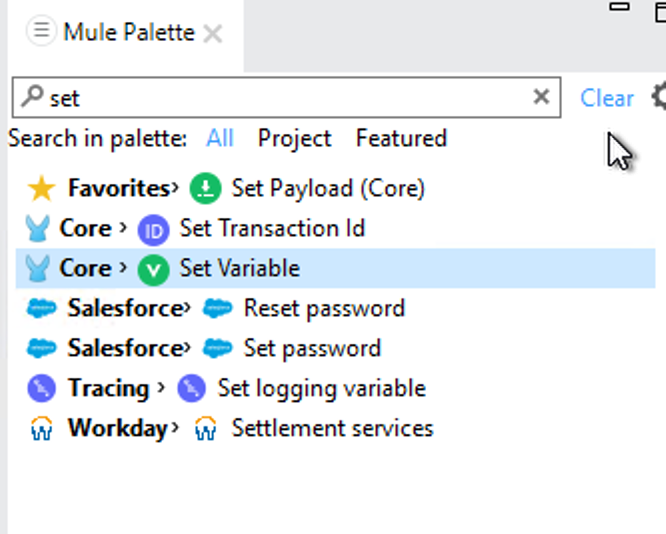 Mule Palette
set
Clear
Search in palette: All Project Featured
Favorites› Set Payload (Core)
Core › ID Set Transaction Id
Core › V Set Variable
Salesforce› Reset password
Salesforce› Set password
Tracing › Set logging variable
Workday› Settlement services